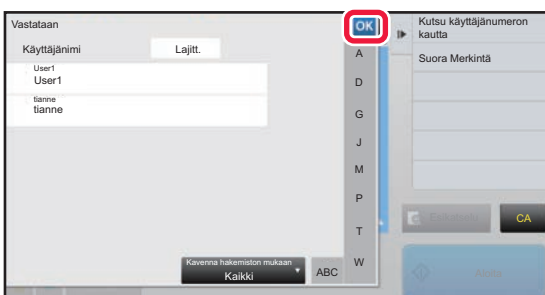 Vastataan
OK
Käyttäjänimi
Lajitt.
User1
User1
tianne
tianne
A
D
G
J
M
P
T
W
Kavenna hakemiston mukaan
Kaikki
ABC
Kutsu käyttäjänumeron
kautta
Suora Merkintä
CA